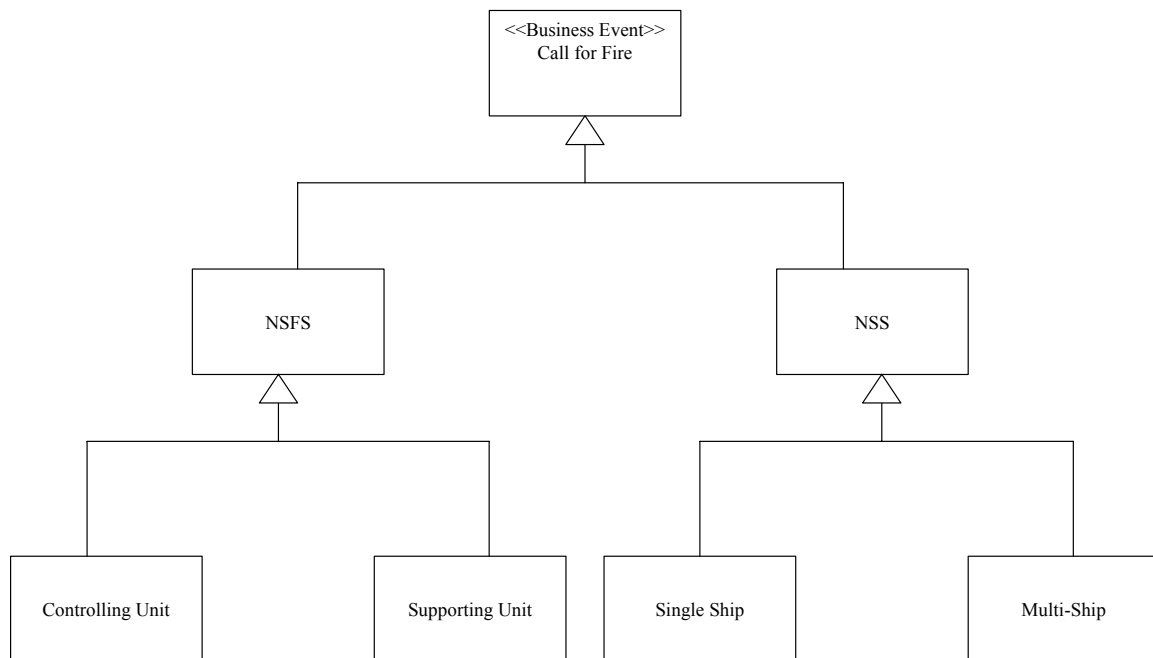 <<Business Event>>
Call for Fire
NSFS
NSS
Controlling Unit
Supporting Unit
Single Ship
Multi-Ship